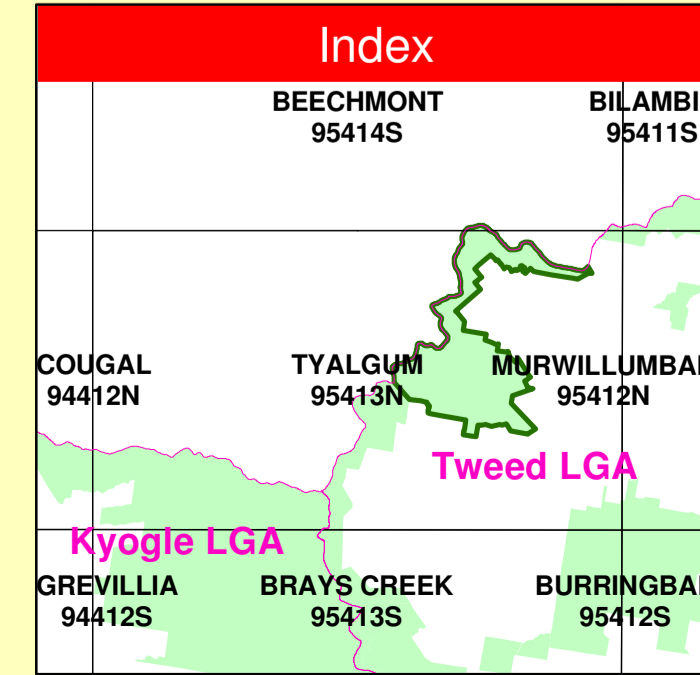 Index
BEECHMONT
95414S
BILAMBI
95411S
COUGAL
94412N
TYALGUM
95413N
MURWILLUMBA
95412N
Tweed LGA
Kyogle LGA
GREVILLIA
94412S
BRAYS CREEK
95413S
BURRINGBA
95412S